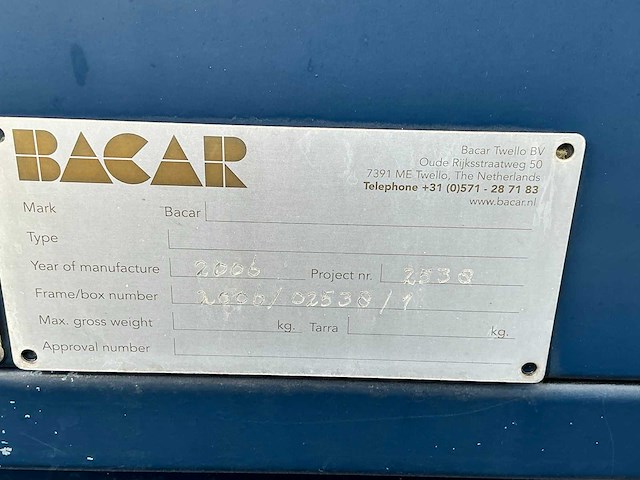 BACAR
Bacar Twello BV
Oude Rijksstraatweg 50
7391 ME Twello, The Netherlands
Telephone +31 (0)571 - 28 71 83
www.bacar.nl
Mark Bacar
Type
Year of manufacture 2006 Project nr. 2538
Frame/box number
Max. gross weight kg. Tarra kg.
Approval number